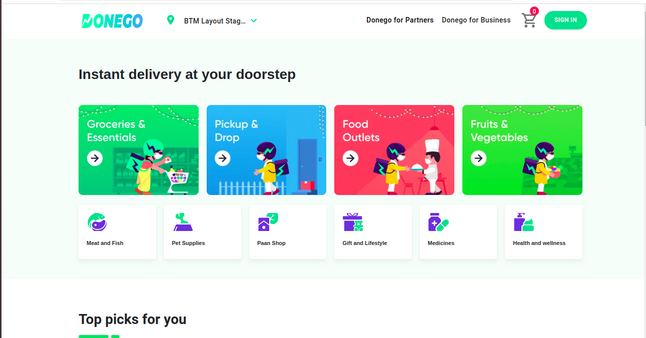 DONEGO
BTM Layout Stag...
Donego for Partners
Donego for Business
0
SIGN IN
Instant delivery at your doorstep
Groceries &
Essentials
Pickup &
Drop
Food
Outlets
Fruits &
Vegetables
Meat and Fish
Pet Supplies
Paan Shop
Gift and Lifestyle
Medicines
Health and wellness
Top picks for you